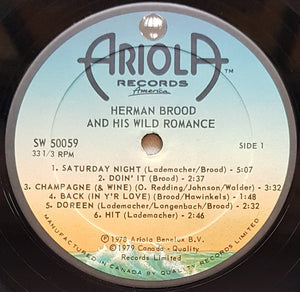 ARIOLA™
RECORDS
America
HERMAN BROOD
AND HIS WILD ROMANCE
SW 50059
33 1/3 RPM
SIDE 1
1. SATURDAY NIGHT (Lademacher/Brood) - 5:07
2. DOIN' IT (Brood) - 2:37
3. CHAMPAGNE (& WINE) (O. Redding/Johnson/Walder) - 3:32
4. BACK (IN Y'R LOVE) (Brood/Hawinkels) - 1:48
5. DOREEN (Lademacher/Langenbach/Brood) - 2:32
6. HIT (Lademacher) - 2:46
℗1978 Ariola Benelux B.V.
©1979 Canada - Quality
Records Limited
MANUFACTURED IN CANADA BY QUALITY RECORDS LIMITED